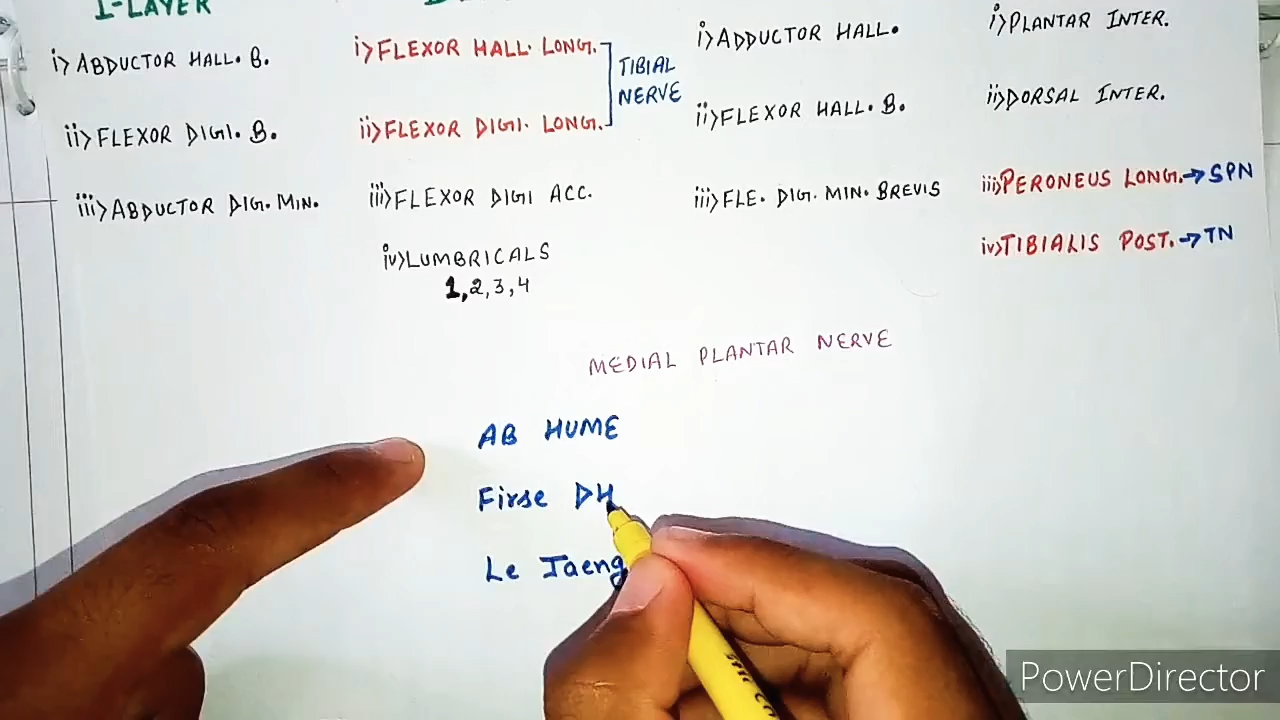 I-LAYER
i> ABDUCTOR HALL. B.
ii> FLEXOR DIGI. B.
iii> ABDUCTOR DIG. MIN.
i> FLEXOR HALL. LONG.
ii> FLEXOR DIGI. LONG.
TIBIAL
NERVE
iii> FLEXOR DIGI ACC.
iv> LUMBRICALS
1, 2, 3, 4
i> ADDUCTOR HALL.
ii> FLEXOR HALL. B.
iii> FLE. DIG. MIN. BREVIS
i> PLANTAR INTER.
ii> DORSAL INTER.
iii> PERONEUS LONG. → SPN
iv> TIBIALIS POST. → TN
MEDIAL PLANTAR NERVE
AB HUME
Firse DH
Le Jaeng
PowerDirector